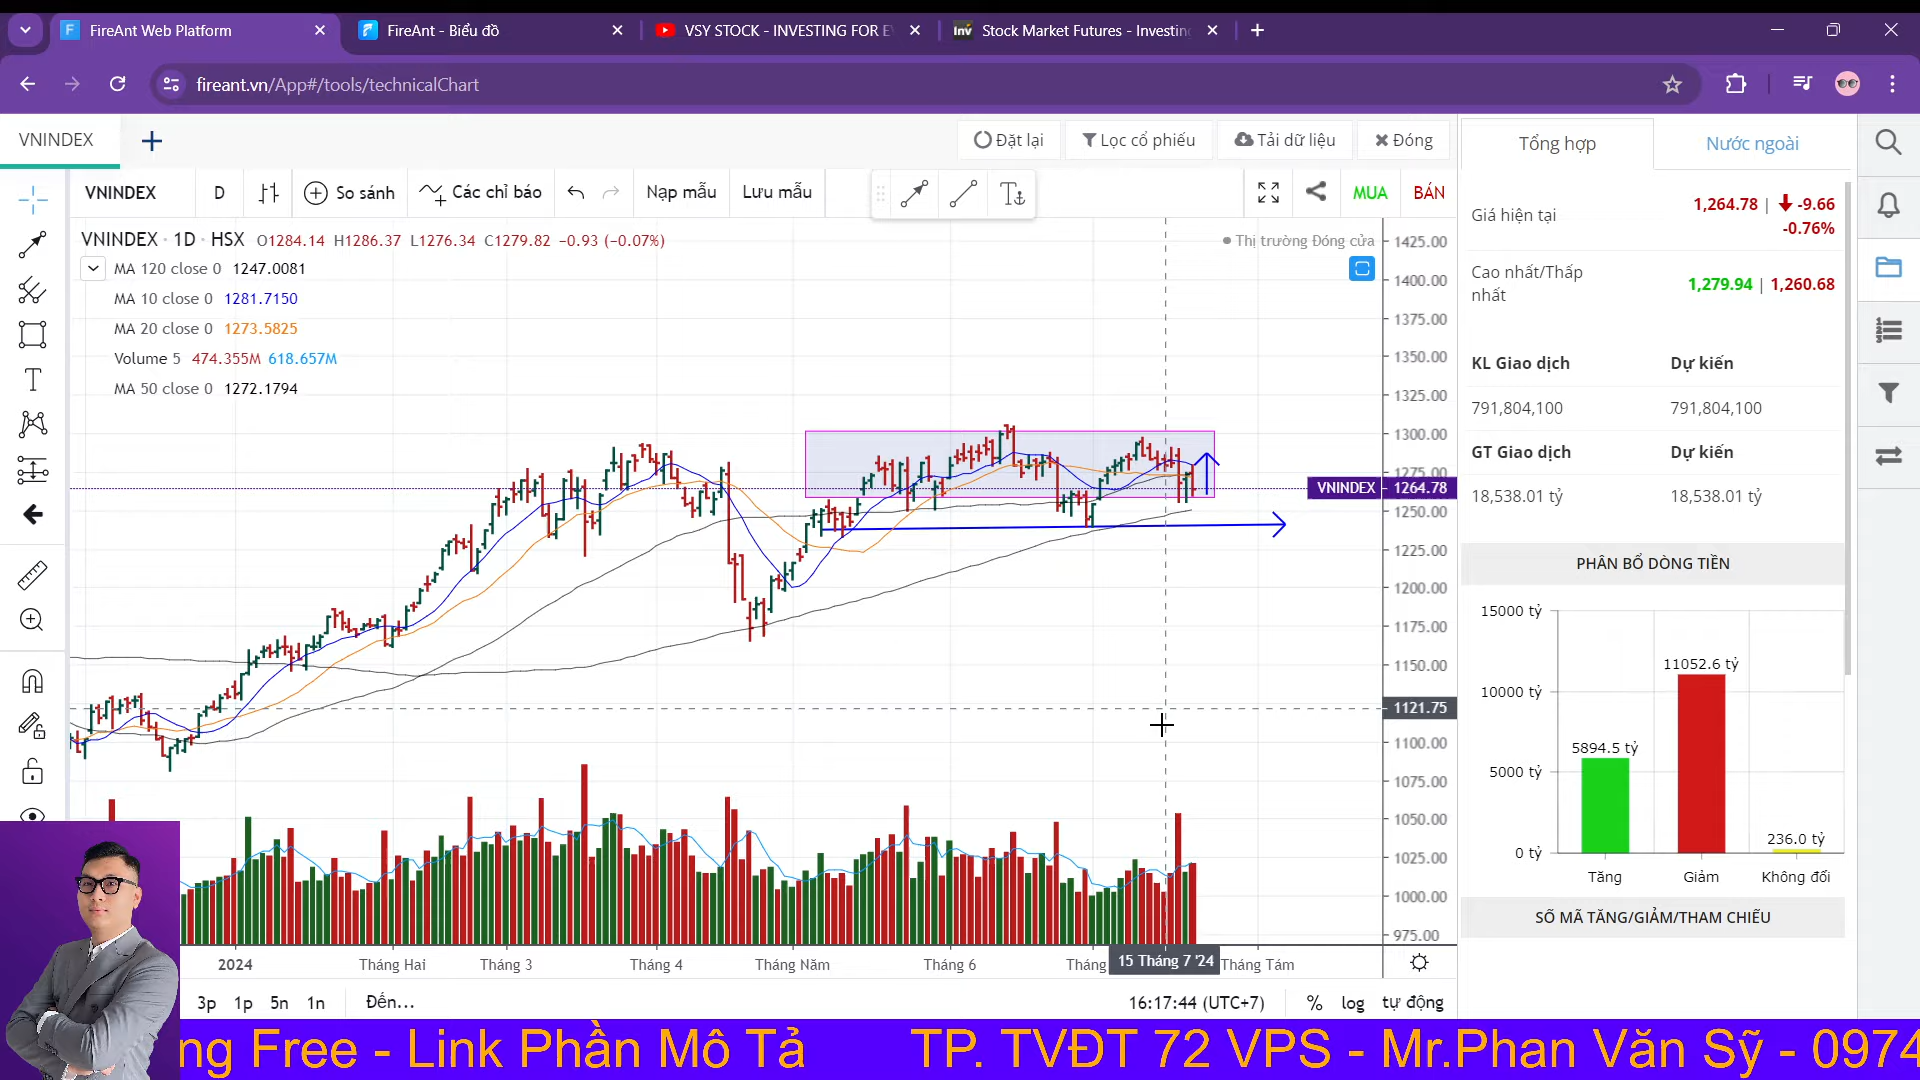 FireAnt Web Platform
FireAnt - Biểu đồ
VSY STOCK - INVESTING FOR E
Stock Market Futures - Investin
fireant.vn/App#/tools/technicalChart
VNINDEX
Đặt lại
Lọc cổ phiếu
Tải dữ liệu
Đóng
Tổng hợp
Nước ngoài
VNINDEX
D
So sánh
Các chỉ báo
Nạp mẫu
Lưu mẫu
MUA
BÁN
VNINDEX · 1D · HSX O1284.14 H1286.37 L1276.34 C1279.82 −0.93 (−0.07%)
Thị trường Đóng cửa
MA 120 close 0 1247.0081
MA 10 close 0 1281.7150
MA 20 close 0 1273.5825
Volume 5 474.355M 618.657M
MA 50 close 0 1272.1794
1425.00
1400.00
1375.00
1350.00
1325.00
1300.00
1275.00
VNINDEX 1264.78
1250.00
1225.00
1200.00
1175.00
1150.00
1121.75
1100.00
1075.00
1050.00
1025.00
1000.00
975.00
2024
Tháng Hai
Tháng 3
Tháng 4
Tháng Năm
Tháng 6
Tháng
15 Tháng 7 '24
Tháng Tám
3p 1p 5n 1n
Đến...
16:17:44 (UTC+7)
% log tự động
Giá hiện tại
1,264.78 | -9.66
-0.76%
Cao nhất/Thấp nhất
1,279.94 | 1,260.68
KL Giao dịch Dự kiến
791,804,100 791,804,100
GT Giao dịch Dự kiến
18,538.01 tỷ 18,538.01 tỷ
PHÂN BỔ DÒNG TIỀN
15000 tỷ
10000 tỷ
5000 tỷ
0 tỷ
5894.5 tỷ
11052.6 tỷ
236.0 tỷ
Tăng
Giảm
Không đổi
SỐ MÃ TĂNG/GIẢM/THAM CHIẾU
ng Free - Link Phần Mô Tả TP. TVĐT 72 VPS - Mr.Phan Văn Sỹ - 0974